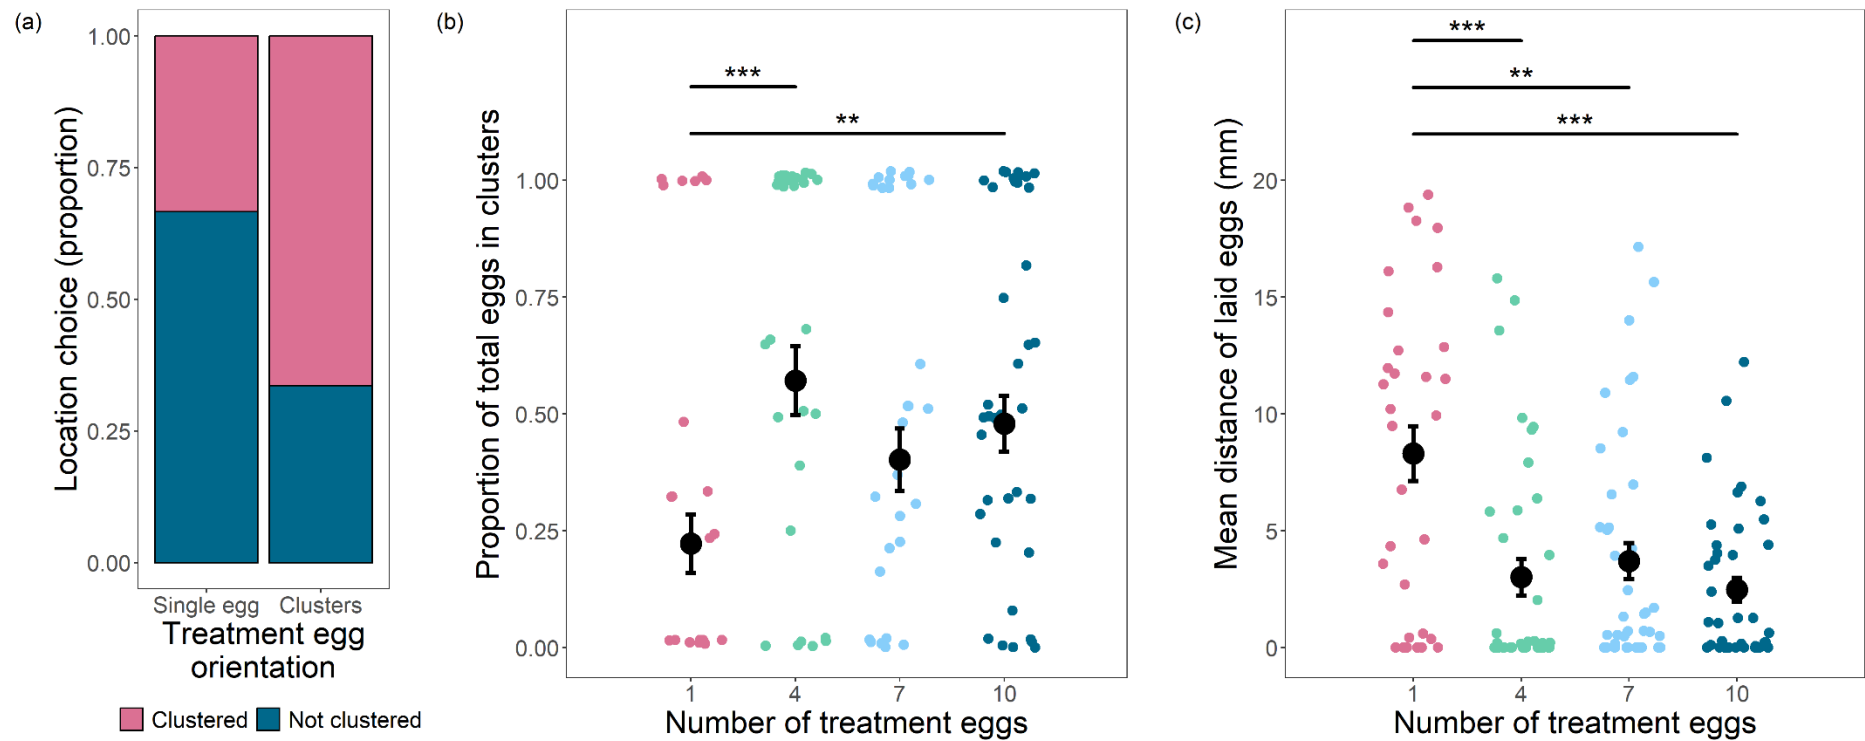 (a)
Location choice (proportion)
1.00
0.75
0.50
0.25
0.00
Single egg
Clusters
Treatment egg
orientation
Clustered
Not clustered
(b)
Proportion of total eggs in clusters
***
**
1.00
0.75
0.50
0.25
0.00
1
4
7
10
Number of treatment eggs
(c)
Mean distance of laid eggs (mm)
***
**
***
20
15
10
5
0
1
4
7
10
Number of treatment eggs